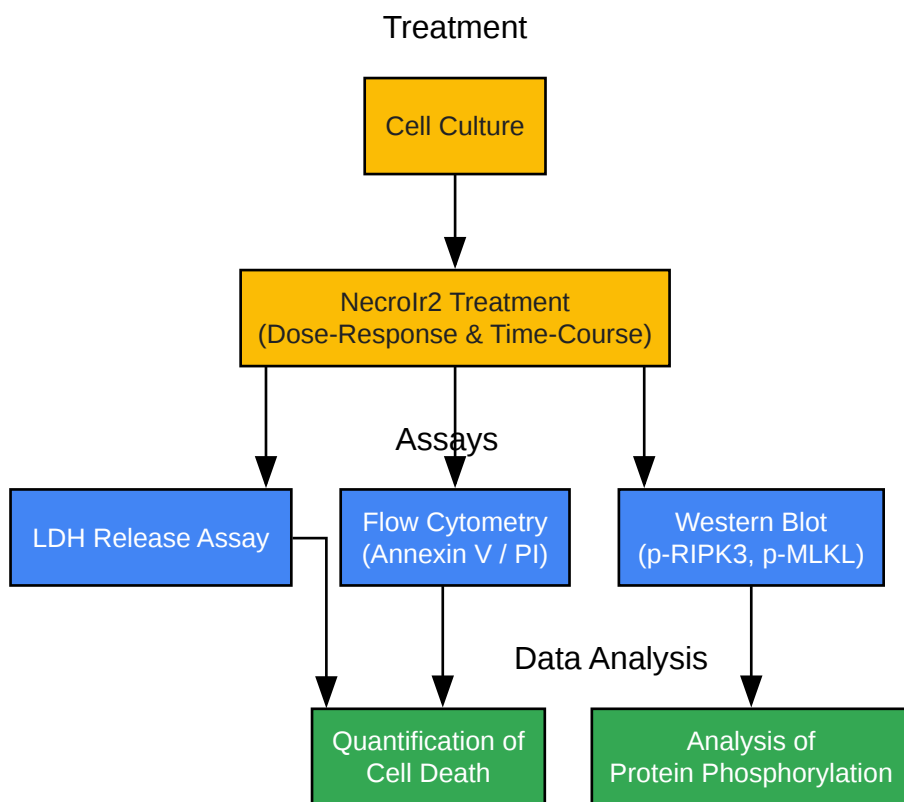 Treatment
Cell Culture
NecroIr2 Treatment
(Dose-Response & Time-Course)
Assays
LDH Release Assay
Flow Cytometry
(Annexin V / PI)
Western Blot
(p-RIPK3, p-MLKL)
Data Analysis
Quantification of
Cell Death
Analysis of
Protein Phosphorylation